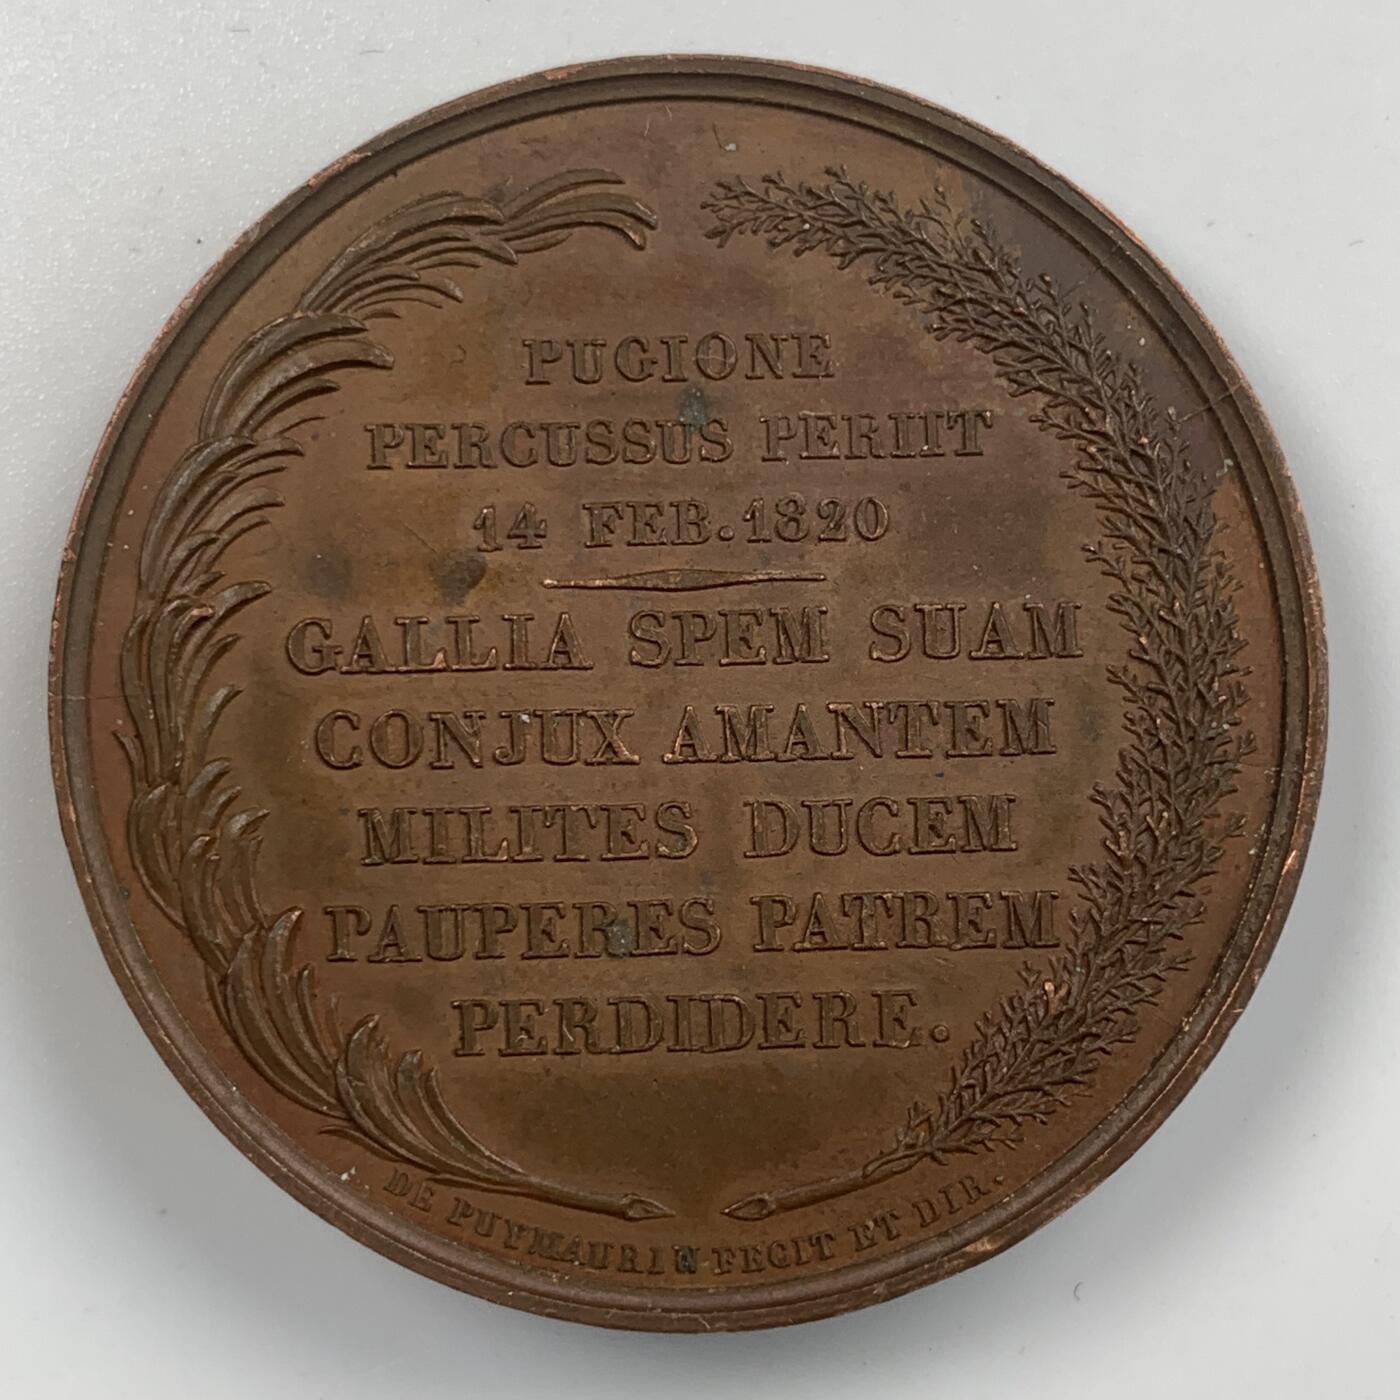 PUGIONE
PERCUSSUS PERIIT
14 FEB. 1820
GALLIA SPEM SUAM
CONJUX AMANTEM
MILITES DUCEM
PAUPERES PATREM
PERDIDERE.
DE PUYMAURIN FECIT ET DIR.